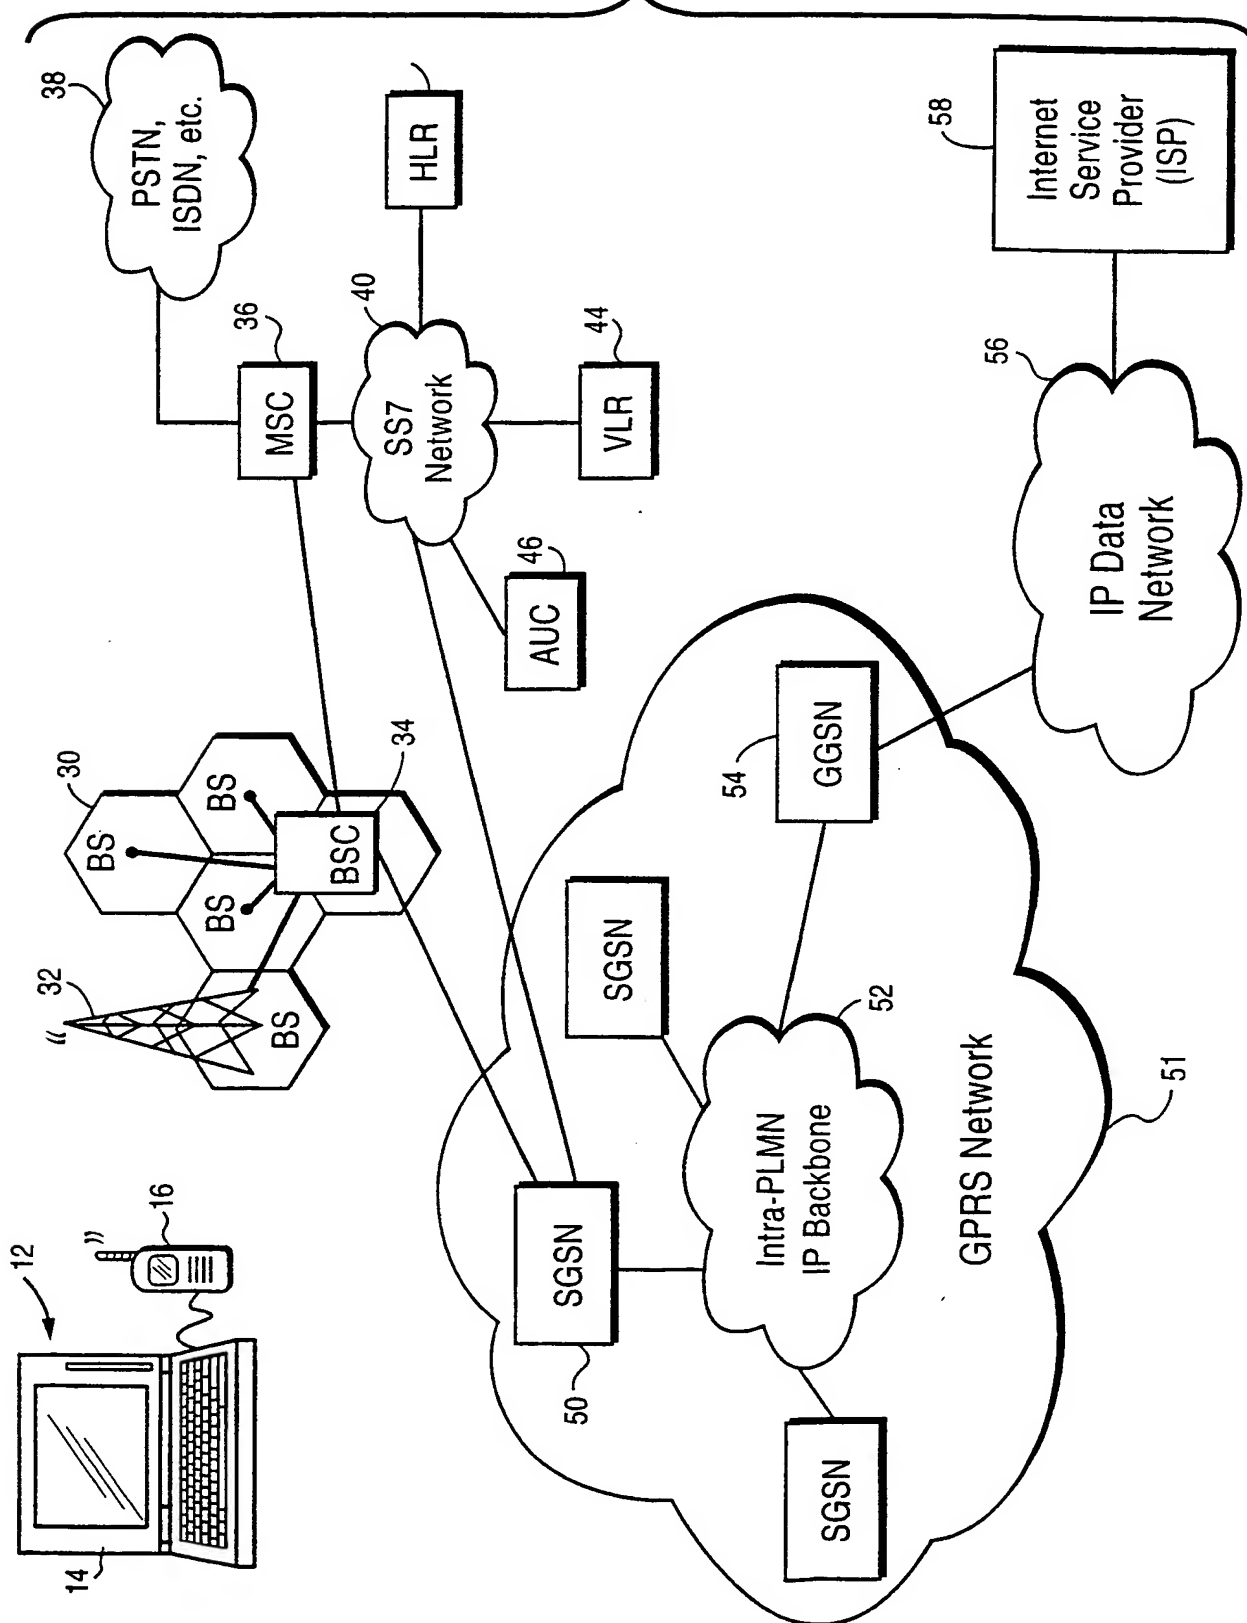 12
14
16
32
BS
BS
BS
BS
30
BSC
34
MSC
36
PSTN,
ISDN, etc.
38
SS7
Network
40
HLR
VLR
44
AUC
46
SGSN
50
SGSN
SGSN
Intra-PLMN
IP Backbone
52
GGSN
54
GPRS Network
51
IP Data
Network
56
Internet
Service
Provider
(ISP)
58